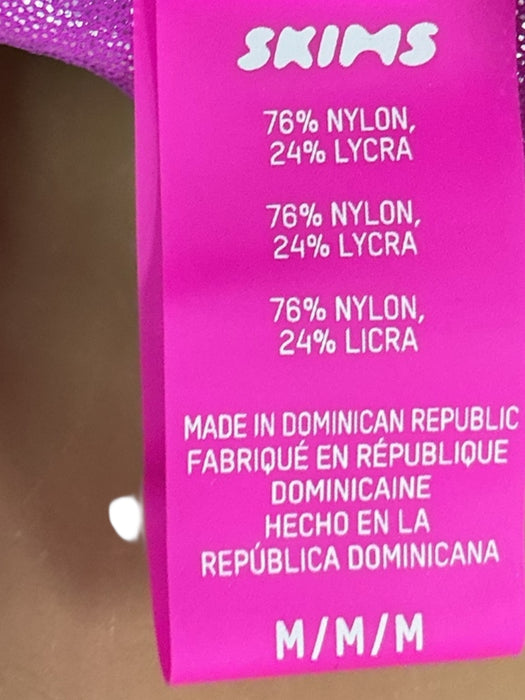 SKIMS
76% NYLON,
24% LYCRA
76% NYLON,
24% LYCRA
76% NYLON,
24% LICRA
MADE IN DOMINICAN REPUBLIC
FABRIQUÉ EN RÉPUBLIQUE
DOMINICAINE
HECHO EN LA
REPÚBLICA DOMINICANA
M/M/M